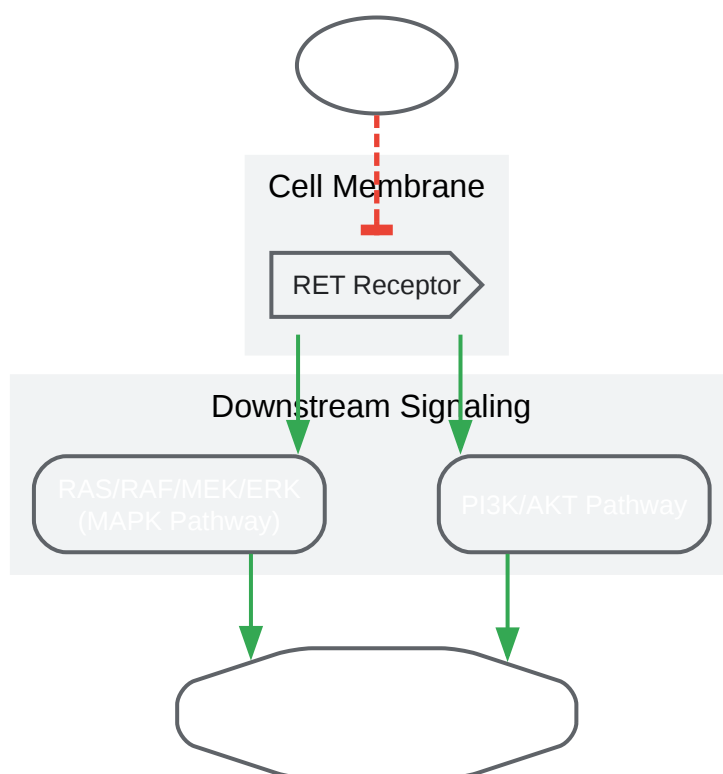 Cell Membrane
RET Receptor
Downstream Signaling
RAS/RAF/MEK/ERK
(MAPK Pathway)
PI3K/AKT Pathway